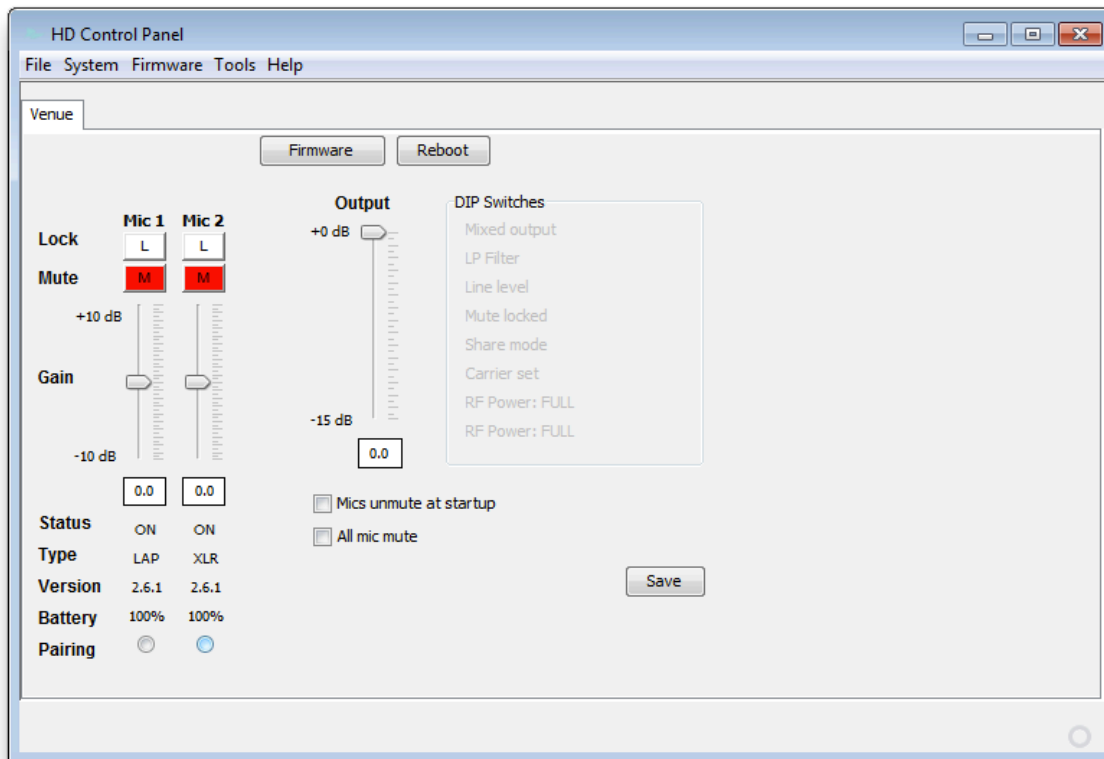 HD Control Panel
File System Firmware Tools Help
Venue
Firmware Reboot
Mic 1 Mic 2
Lock L L
Mute M M
+10 dB
Gain
-10 dB
0.0 0.0
Status ON ON
Type LAP XLR
Version 2.6.1 2.6.1
Battery 100% 100%
Pairing
Output
+0 dB
-15 dB
0.0
DIP Switches
Mixed output
LP Filter
Line level
Mute locked
Share mode
Carrier set
RF Power: FULL
RF Power: FULL
Mics unmute at startup
All mic mute
Save